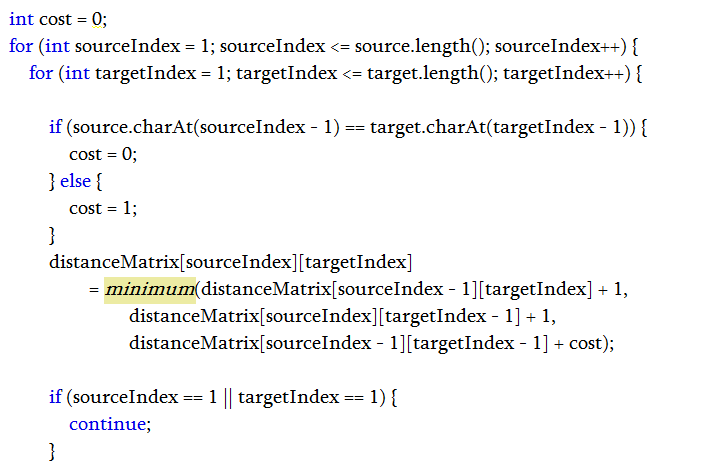 int cost = 0;
for (int sourceIndex = 1; sourceIndex <= source.length(); sourceIndex++) {
for (int targetIndex = 1; targetIndex <= target.length(); targetIndex++) {
if (source.charAt(sourceIndex - 1) == target.charAt(targetIndex - 1)) {
cost = 0;
} else {
cost = 1;
}
distanceMatrix[sourceIndex][targetIndex]
= minimum(distanceMatrix[sourceIndex - 1][targetIndex] + 1,
distanceMatrix[sourceIndex][targetIndex - 1] + 1,
distanceMatrix[sourceIndex - 1][targetIndex - 1] + cost);
if (sourceIndex == 1 || targetIndex == 1) {
continue;
}